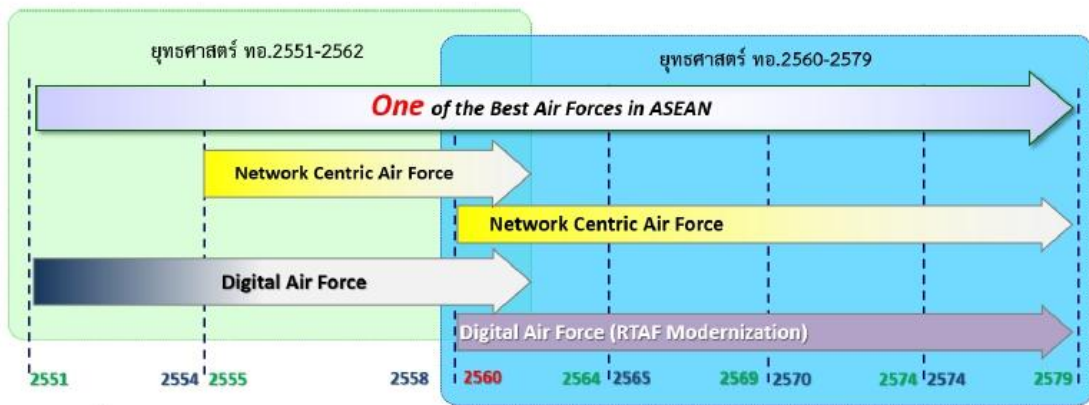 ยุทธศาสตร์ ทอ.2551-2562
ยุทธศาสตร์ ทอ.2560-2579
One of the Best Air Forces in ASEAN
Network Centric Air Force
Network Centric Air Force
Digital Air Force
Digital Air Force (RTAF Modernization)
2551 2554 2555 2558 2560 2564 2565 2569 2570 2574 2574 2579